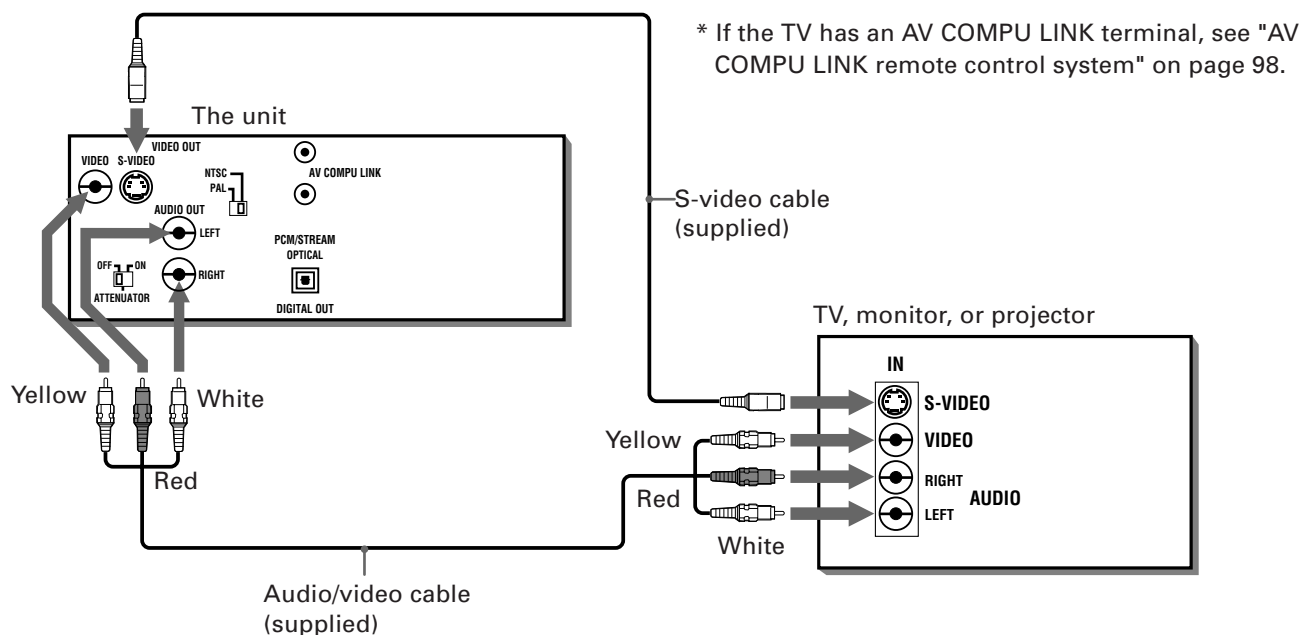 * If the TV has an AV COMPU LINK terminal, see "AV
COMPU LINK remote control system" on page 98.
The unit
VIDEO OUT
VIDEO
S-VIDEO
NTSC
PAL
AV COMPU LINK
AUDIO OUT
LEFT
PCM/STREAM
OPTICAL
OFF
ON
ATTENUATOR
RIGHT
DIGITAL OUT
S-video cable
(supplied)
Yellow
White
Red
TV, monitor, or projector
IN
S-VIDEO
Yellow
VIDEO
Red
RIGHT
AUDIO
LEFT
White
Audio/video cable
(supplied)